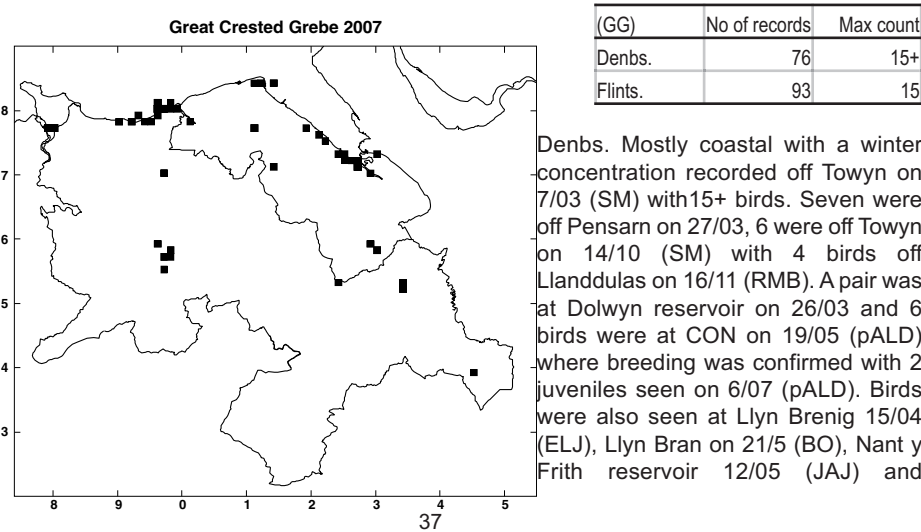 Great Crested Grebe 2007
8
7
6
5
4
3
8 9 0 1 2 3 4 5
(GG) No of records Max count
Denbs. 76 15+
Flints. 93 15
Denbs. Mostly coastal with a winter
concentration recorded off Towyn on
7/03 (SM) with15+ birds. Seven were
off Pensarn on 27/03, 6 were off Towyn
on 14/10 (SM) with 4 birds off
Llanddulas on 16/11 (RMB). A pair was
at Dolwyn reservoir on 26/03 and 6
birds were at CON on 19/05 (pALD)
where breeding was confirmed with 2
juveniles seen on 6/07 (pALD). Birds
were also seen at Llyn Brenig 15/04
(ELJ), Llyn Bran on 21/5 (BO), Nant y
Frith reservoir 12/05 (JAJ) and
37